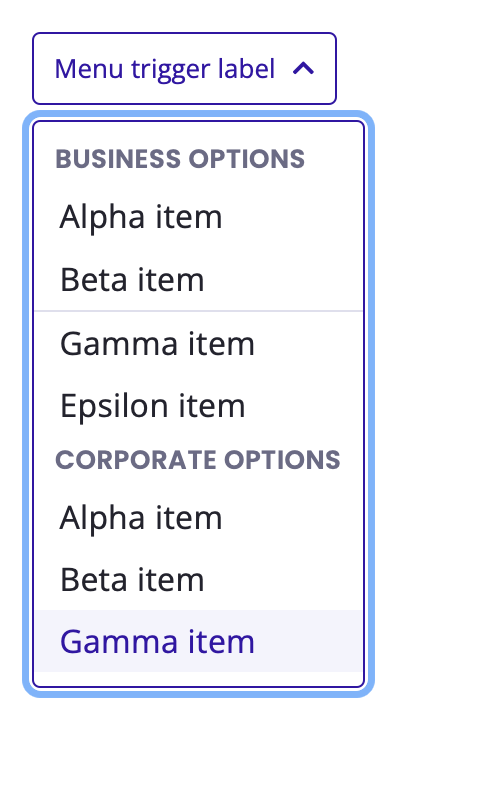 Menu trigger label
BUSINESS OPTIONS
Alpha item
Beta item
Gamma item
Epsilon item
CORPORATE OPTIONS
Alpha item
Beta item
Gamma item